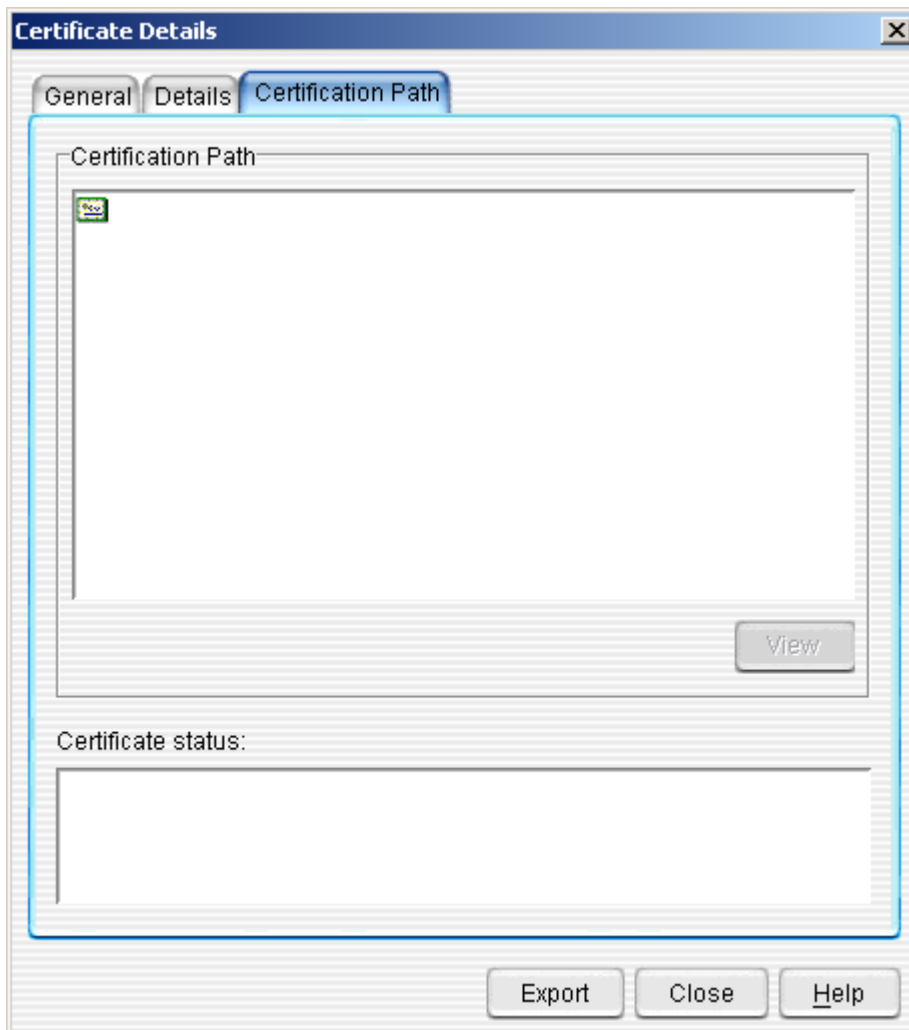 Certificate Details
General Details Certification Path
Certification Path
View
Certificate status:
Export Close Help